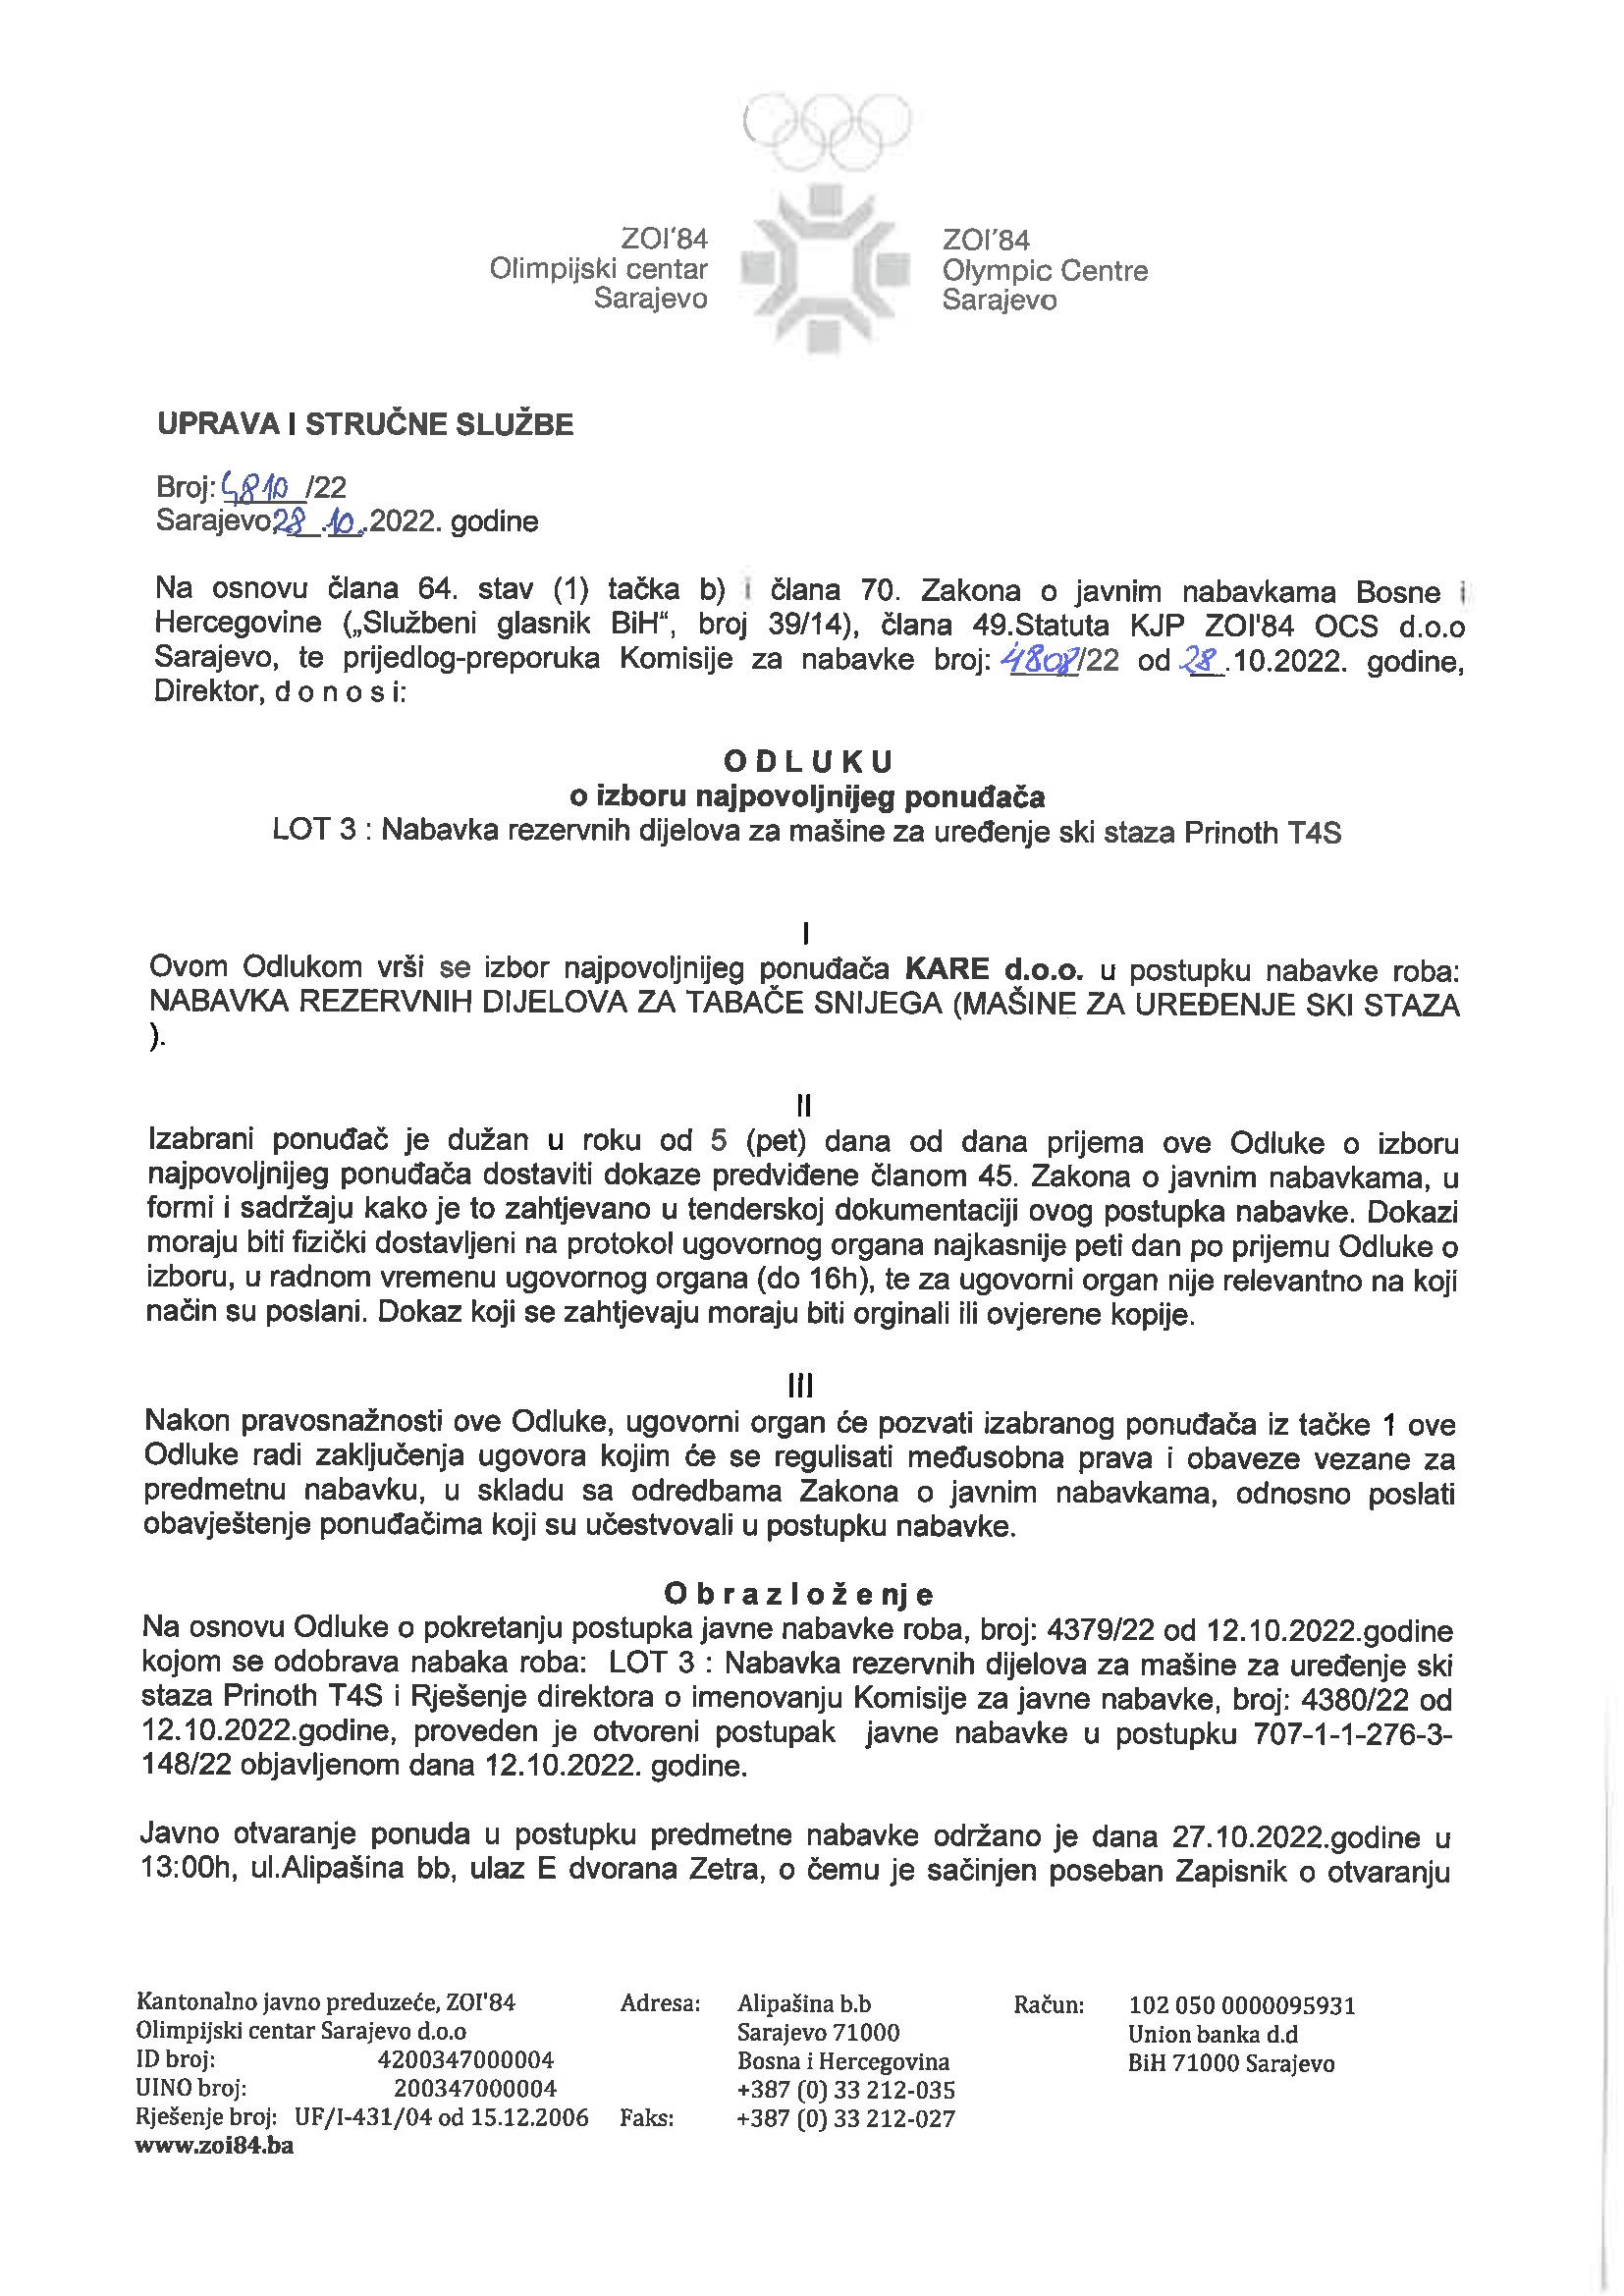 ZOI'84
Olimpijski centar
Sarajevo
ZOI'84
Olympic Centre
Sarajevo
UPRAVA I STRUČNE SLUŽBE
Broj: 4810 /22
Sarajevo, 28 .10..2022. godine
Na osnovu člana 64. stav (1) tačka b) i člana 70. Zakona o javnim nabavkama Bosne i
Hercegovine („Službeni glasnik BiH“, broj 39/14), člana 49.Statuta KJP ZOI'84 OCS d.o.o
Sarajevo, te prijedlog-preporuka Komisije za nabavke broj: 4808/22 od 28.10.2022. godine,
Direktor, d o n o s i:
O D L U K U
o izboru najpovoljnijeg ponuđača
LOT 3 : Nabavka rezervnih dijelova za mašine za uređenje ski staza Prinoth T4S
I
Ovom Odlukom vrši se izbor najpovoljnijeg ponuđača KARE d.o.o. u postupku nabavke roba:
NABAVKA REZERVNIH DIJELOVA ZA TABAČE SNIJEGA (MAŠINE ZA UREĐENJE SKI STAZA
).
II
Izabrani ponuđač je dužan u roku od 5 (pet) dana od dana prijema ove Odluke o izboru
najpovoljnijeg ponuđača dostaviti dokaze predviđene članom 45. Zakona o javnim nabavkama, u
formi i sadržaju kako je to zahtjevano u tenderskoj dokumentaciji ovog postupka nabavke. Dokazi
moraju biti fizički dostavljeni na protokol ugovornog organa najkasnije peti dan po prijemu Odluke o
izboru, u radnom vremenu ugovornog organa (do 16h), te za ugovorni organ nije relevantno na koji
način su poslani. Dokaz koji se zahtjevaju moraju biti orginali ili ovjerene kopije.
III
Nakon pravosnažnosti ove Odluke, ugovorni organ će pozvati izabranog ponuđača iz tačke 1 ove
Odluke radi zaključenja ugovora kojim će se regulisati međusobna prava i obaveze vezane za
predmetnu nabavku, u skladu sa odredbama Zakona o javnim nabavkama, odnosno poslati
obavještenje ponuđačima koji su učestvovali u postupku nabavke.
O b r a z l o ž e nj e
Na osnovu Odluke o pokretanju postupka javne nabavke roba, broj: 4379/22 od 12.10.2022.godine
kojom se odobrava nabaka roba: LOT 3 : Nabavka rezervnih dijelova za mašine za uređenje ski
staza Prinoth T4S i Rješenje direktora o imenovanju Komisije za javne nabavke, broj: 4380/22 od
12.10.2022.godine, proveden je otvoreni postupak javne nabavke u postupku 707-1-1-276-3-
148/22 objavljenom dana 12.10.2022. godine.
Javno otvaranje ponuda u postupku predmetne nabavke održano je dana 27.10.2022.godine u
13:00h, ul.Alipašina bb, ulaz E dvorana Zetra, o čemu je sačinjen poseban Zapisnik o otvaranju
Kantonalno javno preduzeće, ZOI'84 Adresa: Alipašina b.b Račun: 102 050 0000095931
Olimpijski centar Sarajevo d.o.o Sarajevo 71000 Union banka d.d
ID broj: 4200347000004 Bosna i Hercegovina BiH 71000 Sarajevo
UINO broj: 200347000004 +387 (0) 33 212-035
Rješenje broj: UF/I-431/04 od 15.12.2006 Faks: +387 (0) 33 212-027
www.zoi84.ba